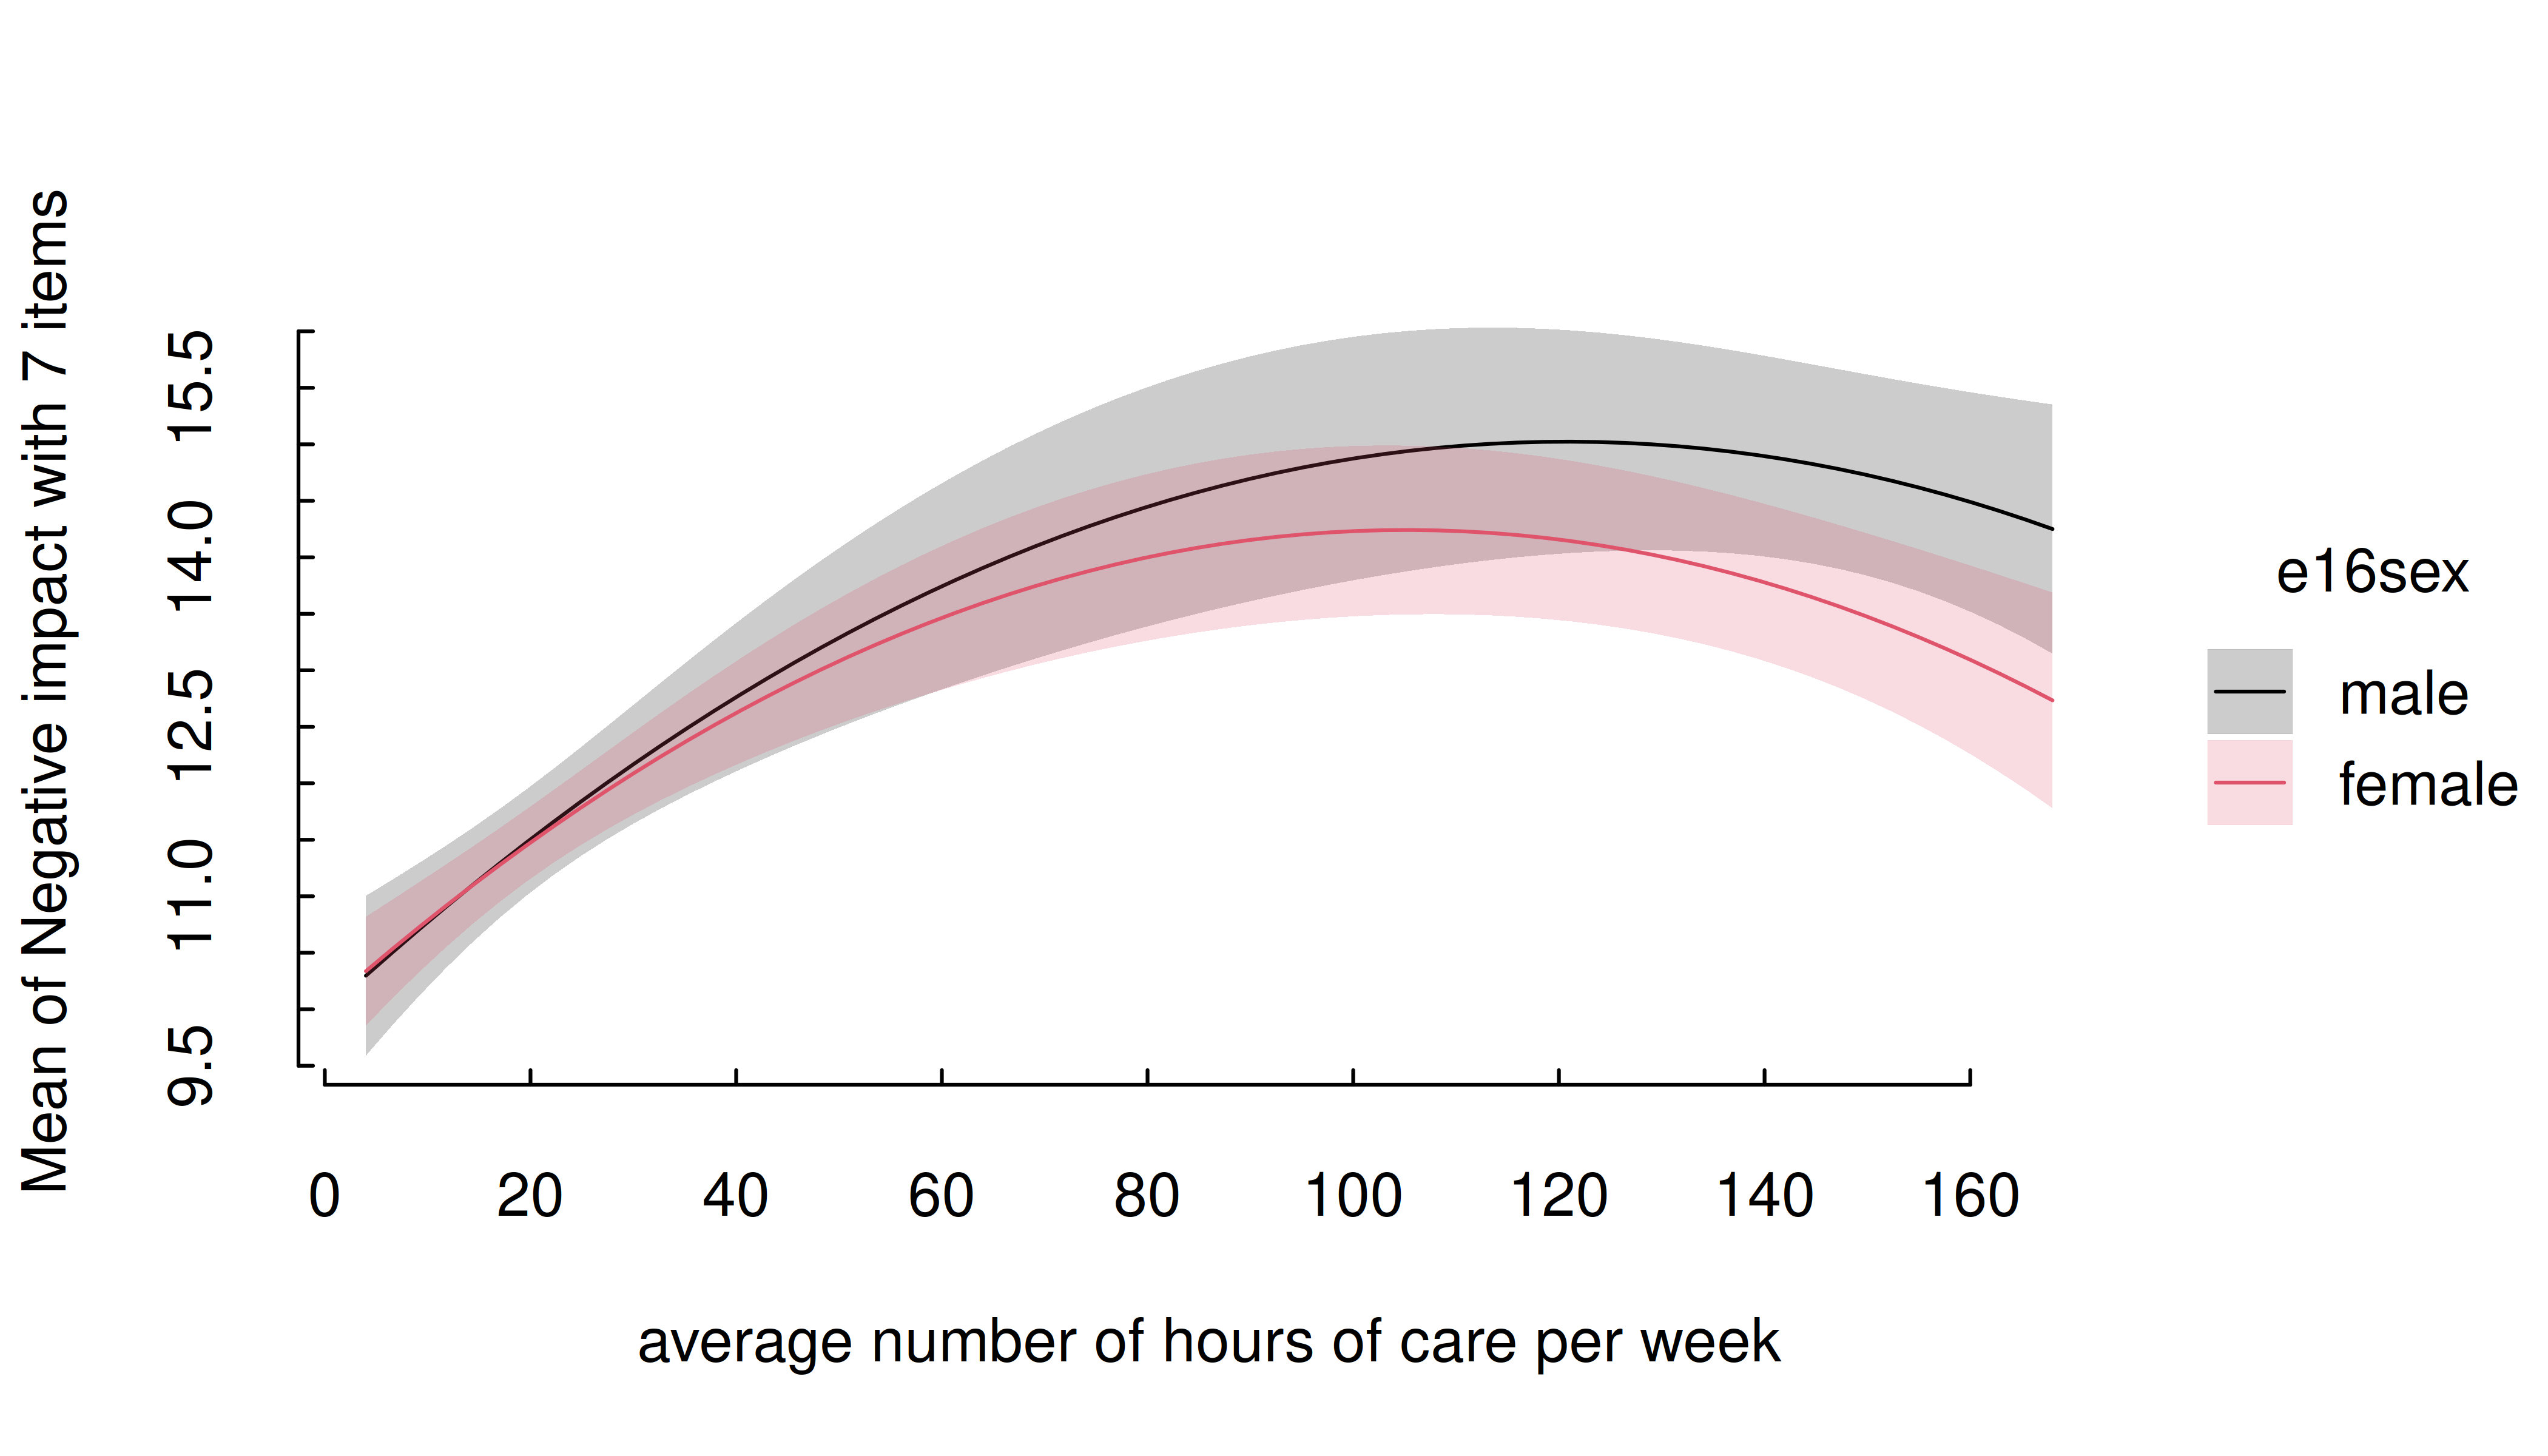 Mean of Negative impact with 7 items
15.5
14.0
12.5
11.0
9.5
0 20 40 60 80 100 120 140 160
average number of hours of care per week
e16sex
male
female